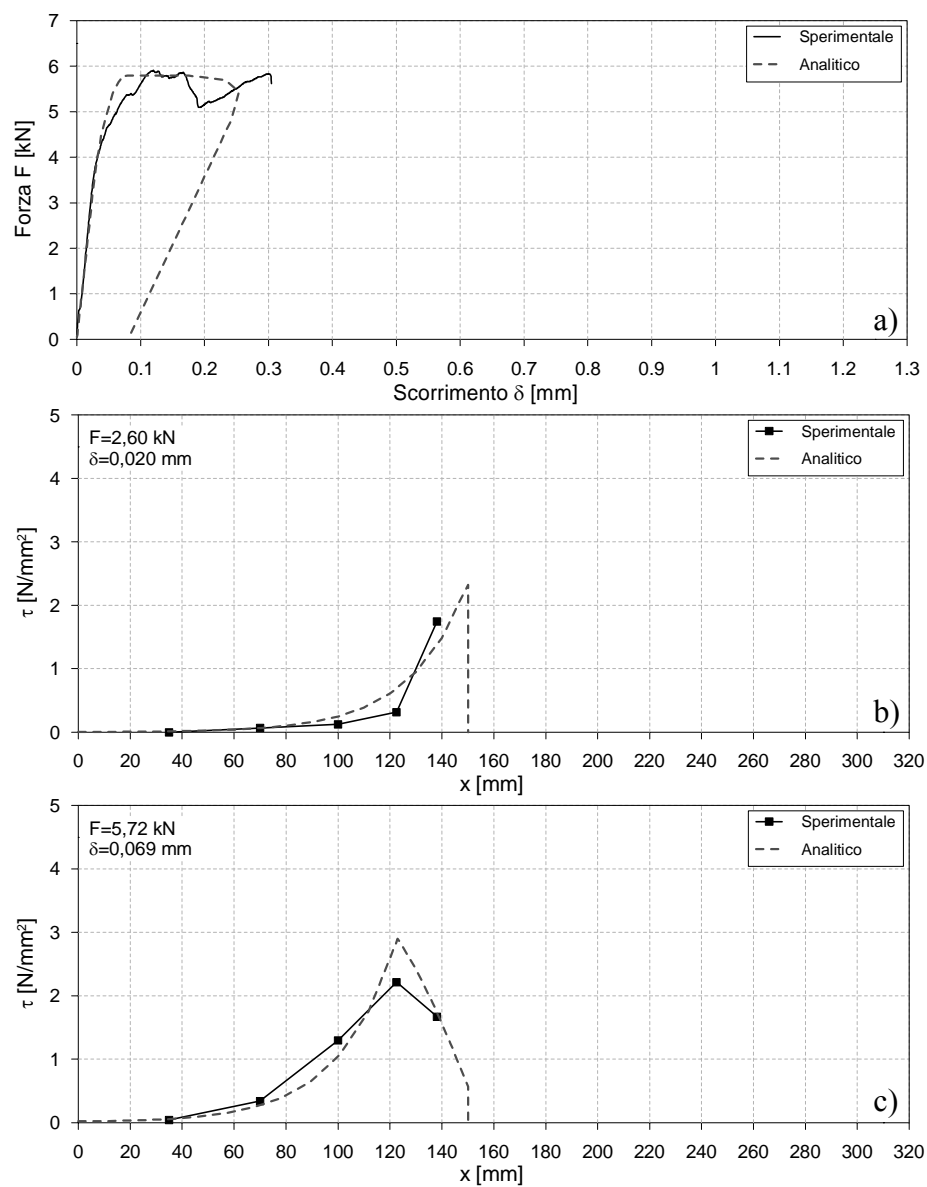 7
6
5
4
3
2
1
0
Forza F [kN]
Sperimentale
Analitico
a)
0 0.1 0.2 0.3 0.4 0.5 0.6 0.7 0.8 0.9 1 1.1 1.2 1.3
Scorrimento δ [mm]
5
4
3
2
1
0
τ [N/mm²]
F=2,60 kN
δ=0,020 mm
Sperimentale
Analitico
b)
0 20 40 60 80 100 120 140 160 180 200 220 240 260 280 300 320
x [mm]
5
4
3
2
1
0
τ [N/mm²]
F=5,72 kN
δ=0,069 mm
Sperimentale
Analitico
c)
0 20 40 60 80 100 120 140 160 180 200 220 240 260 280 300 320
x [mm]